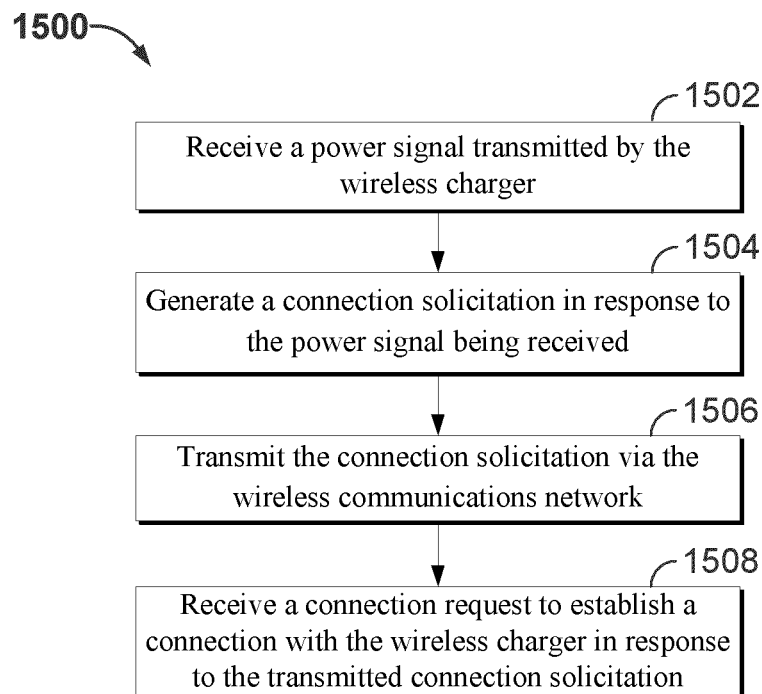 1500
1502
Receive a power signal transmitted by the
wireless charger
1504
Generate a connection solicitation in response to
the power signal being received
1506
Transmit the connection solicitation via the
wireless communications network
1508
Receive a connection request to establish a
connection with the wireless charger in response
to the transmitted connection solicitation